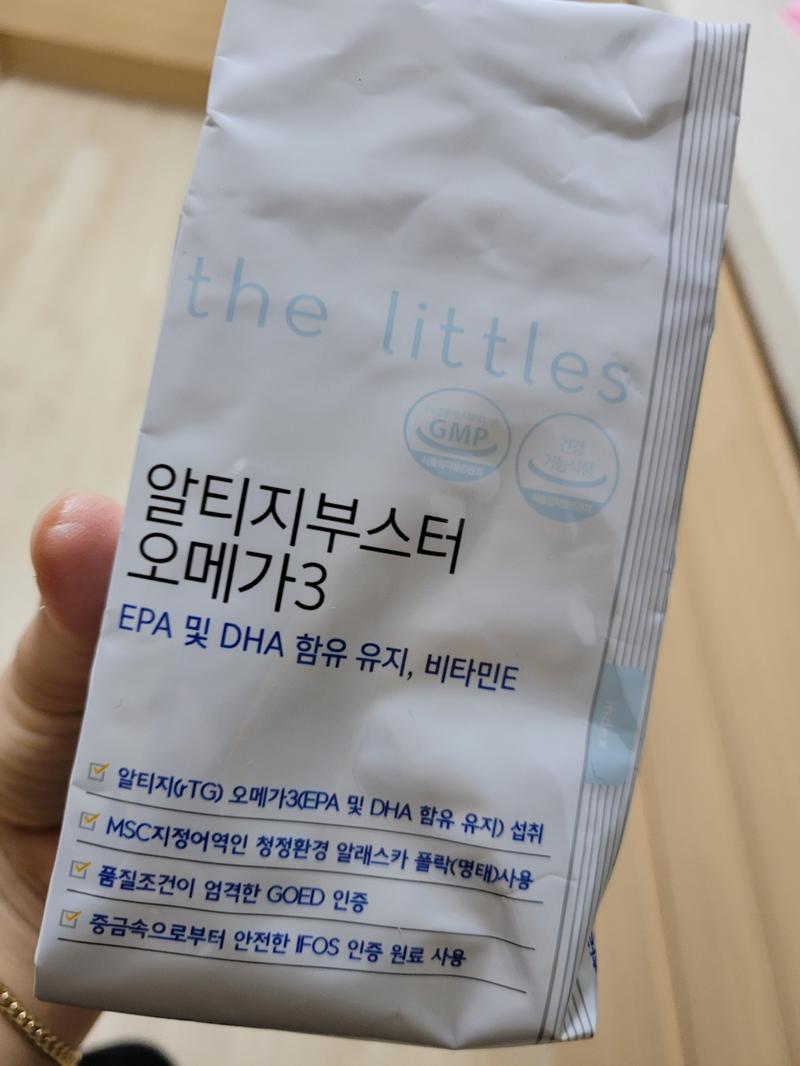 the littles
GMP
건강
기능식품
알티지부스터
오메가3
EPA 및 DHA 함유 유지, 비타민E
알티지(rTG) 오메가3(EPA 및 DHA 함유 유지) 섭취
MSC지정어역인 청정환경 알래스카 폴락(명태)사용
품질조건이 엄격한 GOED 인증
중금속으로부터 안전한 IFOS 인증 원료 사용